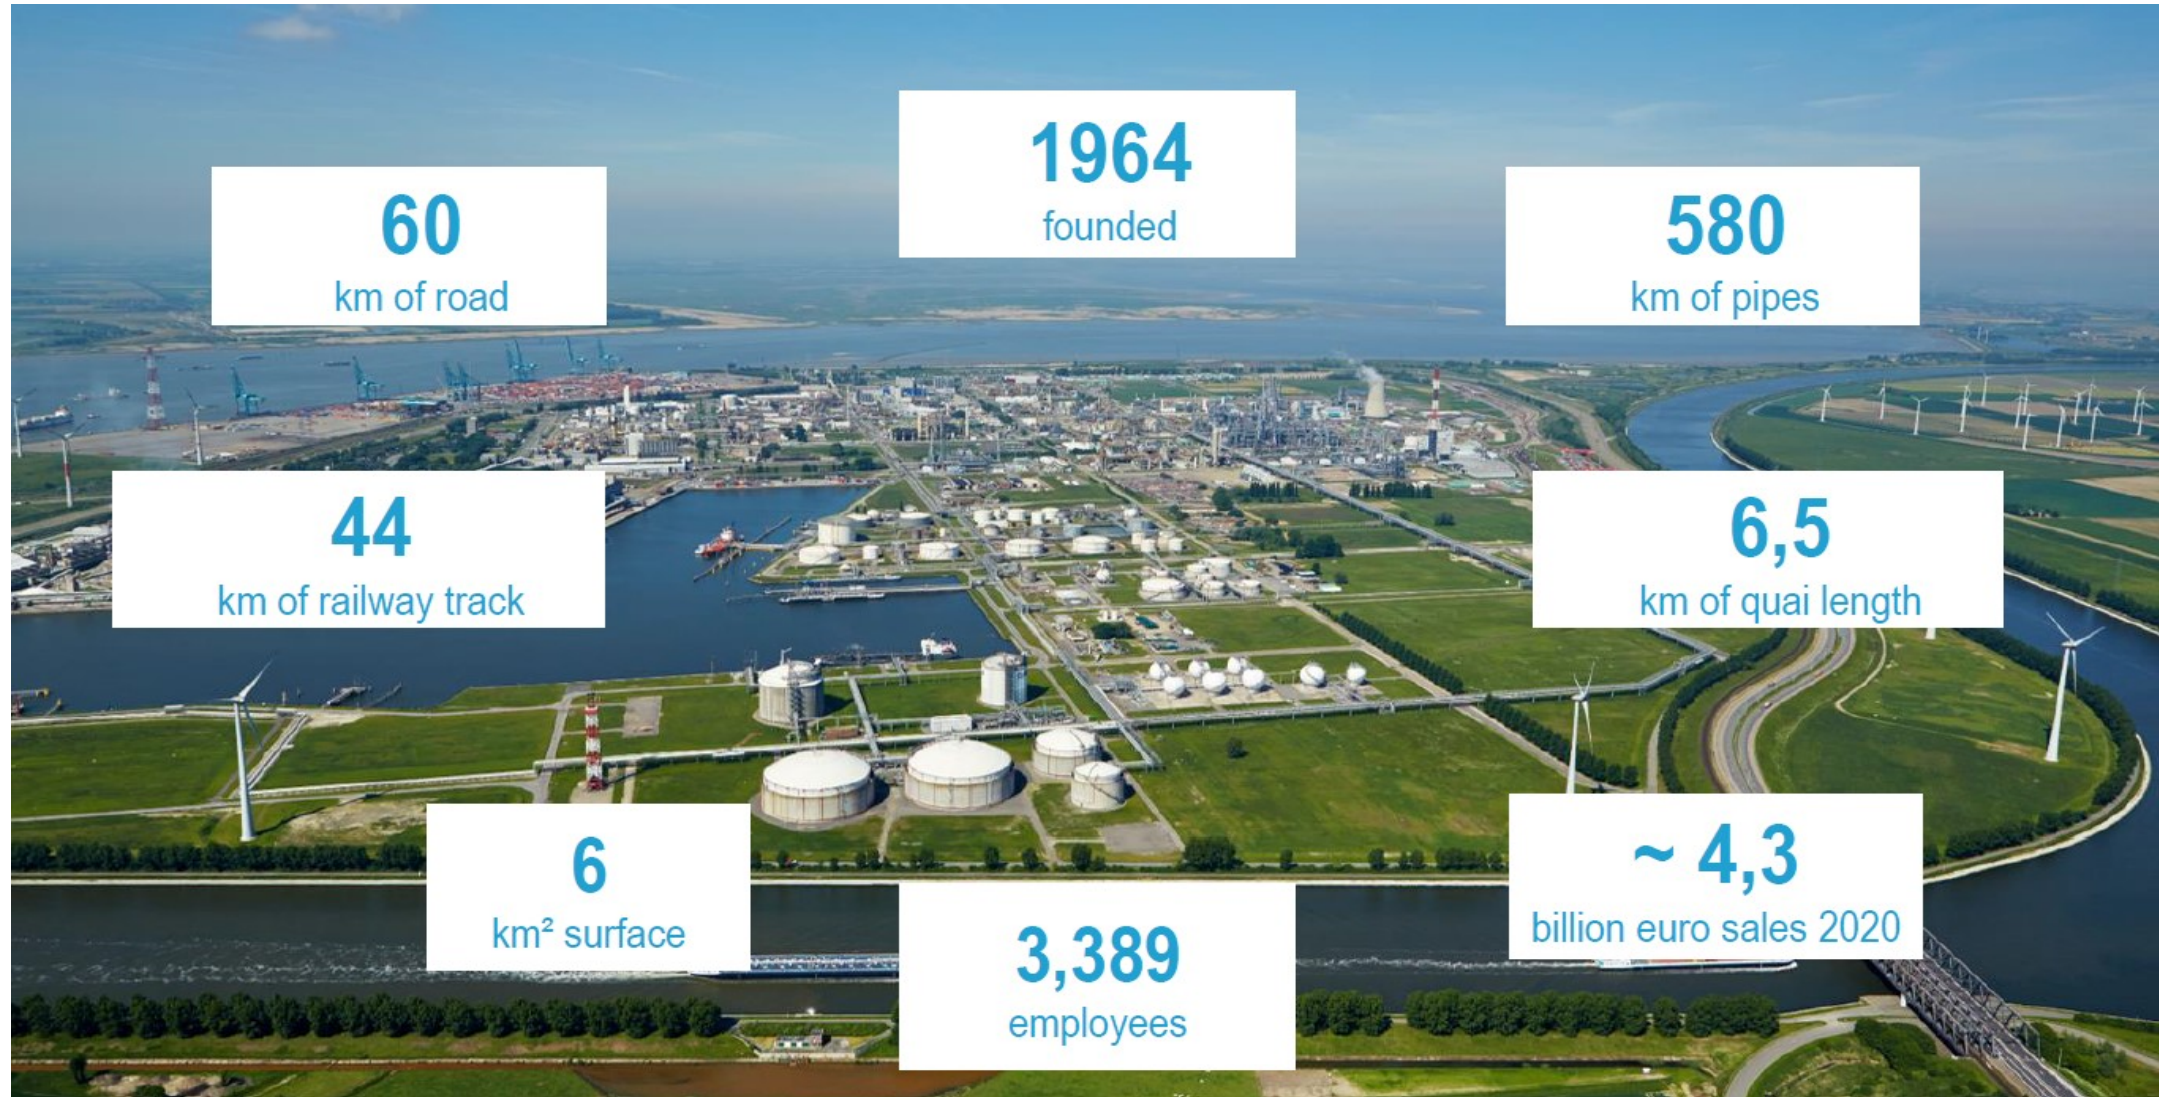 1964
founded
60
km of road
580
km of pipes
44
km of railway track
6,5
km of quai length
6
km² surface
~ 4,3
billion euro sales 2020
3,389
employees